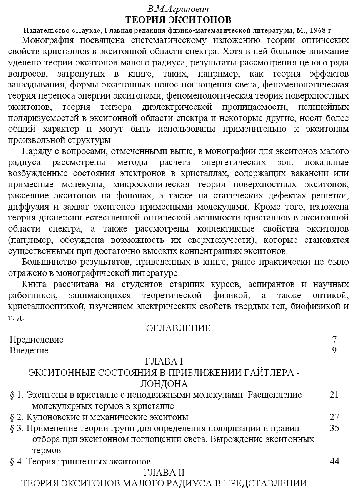 В.М.Агранович
ТЕОРИЯ ЭКСИТОНОВ
Издательство «Наука», Главная редакция физико-математической литературы, М., 1968 г.
Монография посвящена систематическому изложению теории оптических
свойств кристаллов в экситонной области спектра. Хотя в ней большое внимание
уделено теории экситонов малого радиуса, результаты рассмотрения целого ряда
вопросов, затронутых в книге, таких, например, как теория эффектов
запаздывания, формы экситонных полос поглощения света, феноменологическая
теория переноса энергии экситонами, феноменологическая теория поверхностных
экситонов, теория тензора диэлектрической проницаемости, нелинейных
поляризуемостей в экситонной области спектра и некоторые другие, носят более
общий характер и могут быть использованы применительно к экситонам
произвольной структуры.
Наряду с вопросами, отмеченными выше, в монографии для экситонов малого
радиуса рассмотрены методы расчета энергетических зон, локальные
возбужденные состояния электронов в кристаллах, содержащих вакансии или
примесные молекулы, микроскопическая теория поверхностных экситонов,
рассеяние экситонов на фононах, а также на статических дефектах решетки,
диффузия и захват экситонов примесными молекулами. Кроме того, изложена
теория дисперсии естественной оптической активности кристаллов в экситонной
области спектра, а также рассмотрены коллективные свойства экситонов
(например, обсуждена возможность их сверхтекучести), которые становятся
существенными при достаточно высоких концентрациях экситонов.
Большинство результатов, приведенных в книге, ранее практически не было
отражено в монографической литературе.
Книга рассчитана на студентов старших курсов, аспирантов и научных
работников, занимающихся теоретической физикой, а также оптикой,
кристаллооптикой, изучением электрических свойств твердых тел, биофизикой и
т. д.
ОГЛАВЛЕНИЕ
Предисловие 7
Введение 9
ГЛАВА I
ЭКСИТОННЫЕ СОСТОЯНИЯ В ПРИБЛИЖЕНИИ ГАЙТЛЕРА -
ЛОНДОНА
§ 1. Экситоны в кристалле с неподвижными молекулами. Расщепление 21
молекулярных термов в кристалле
§ 2. Кулоновские и механические экситоны 27
§ 3. Применение теории групп для определения поляризации и правил 35
отбора при экситонном поглощении света. Вырождение экситонных
термов
§ 4. Теория триплетных экситонов 44
ГЛАВА II
ТЕОРИЯ ЭКСИТОНОВ МАЛОГО РАДИУСА В ПРЕДСТАВЛЕНИИ